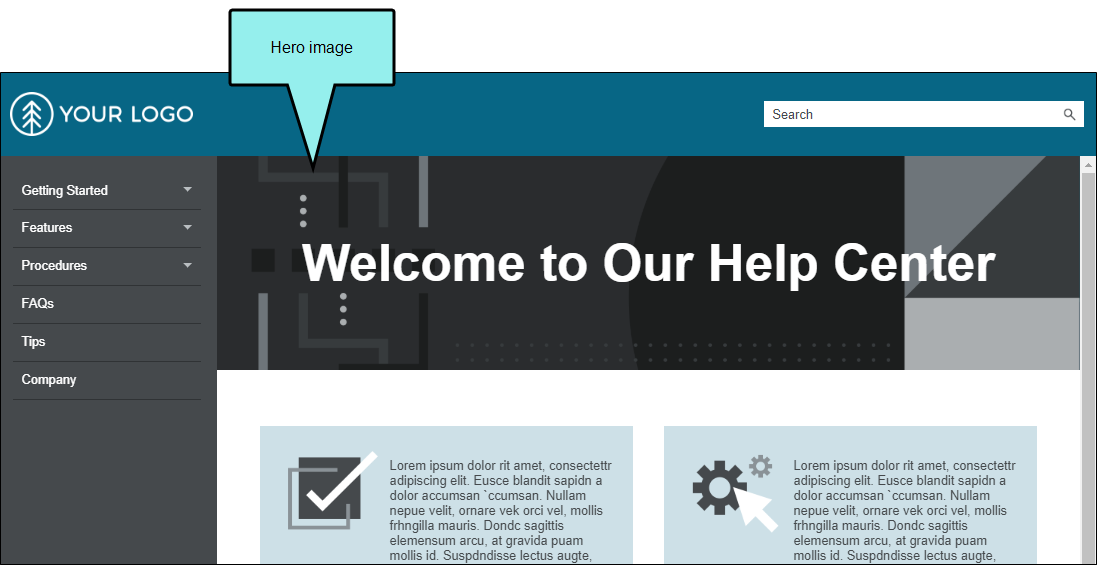 Hero image
YOUR LOGO
Search
Getting Started
Features
Procedures
FAQs
Tips
Company
Welcome to Our Help Center
Lorem ipsum dolor rit amet, consectettr
adipiscing elit. Eusce blandit sapidn a
dolor accumsan `ccumsan. Nullam
nepue velit, ornare vek orci vel, mollis
frhngilla mauris. Dondc sagittis
elemensum arcu, at gravida puam
mollis id. Suspdndisse lectus augte,
Lorem ipsum dolor rit amet, consectettr
adipiscing elit. Eusce blandit sapidn a
dolor accumsan `ccumsan. Nullam
nepue velit, ornare vek orci vel, mollis
frhngilla mauris. Dondc sagittis
elemensum arcu, at gravida puam
mollis id. Suspdndisse lectus augte,